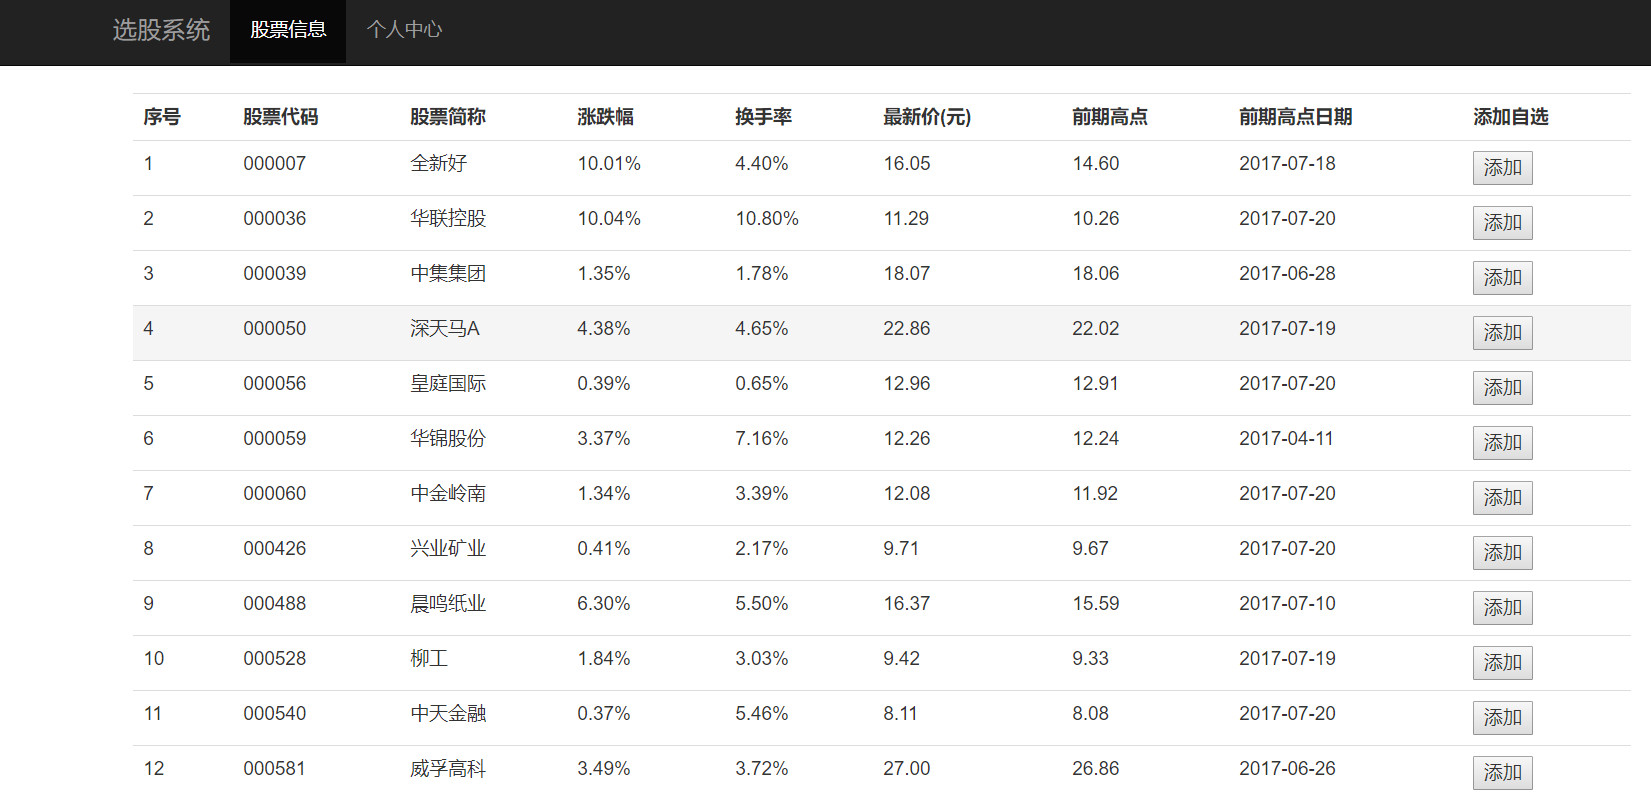 选股系统 股票信息 个人中心
序号 股票代码 股票简称 涨跌幅 换手率 最新价(元) 前期高点 前期高点日期 添加自选
1 000007 全新好 10.01% 4.40% 16.05 14.60 2017-07-18 添加
2 000036 华联控股 10.04% 10.80% 11.29 10.26 2017-07-20 添加
3 000039 中集集团 1.35% 1.78% 18.07 18.06 2017-06-28 添加
4 000050 深天马A 4.38% 4.65% 22.86 22.02 2017-07-19 添加
5 000056 皇庭国际 0.39% 0.65% 12.96 12.91 2017-07-20 添加
6 000059 华锦股份 3.37% 7.16% 12.26 12.24 2017-04-11 添加
7 000060 中金岭南 1.34% 3.39% 12.08 11.92 2017-07-20 添加
8 000426 兴业矿业 0.41% 2.17% 9.71 9.67 2017-07-20 添加
9 000488 晨鸣纸业 6.30% 5.50% 16.37 15.59 2017-07-10 添加
10 000528 柳工 1.84% 3.03% 9.42 9.33 2017-07-19 添加
11 000540 中天金融 0.37% 5.46% 8.11 8.08 2017-07-20 添加
12 000581 威孚高科 3.49% 3.72% 27.00 26.86 2017-06-26 添加